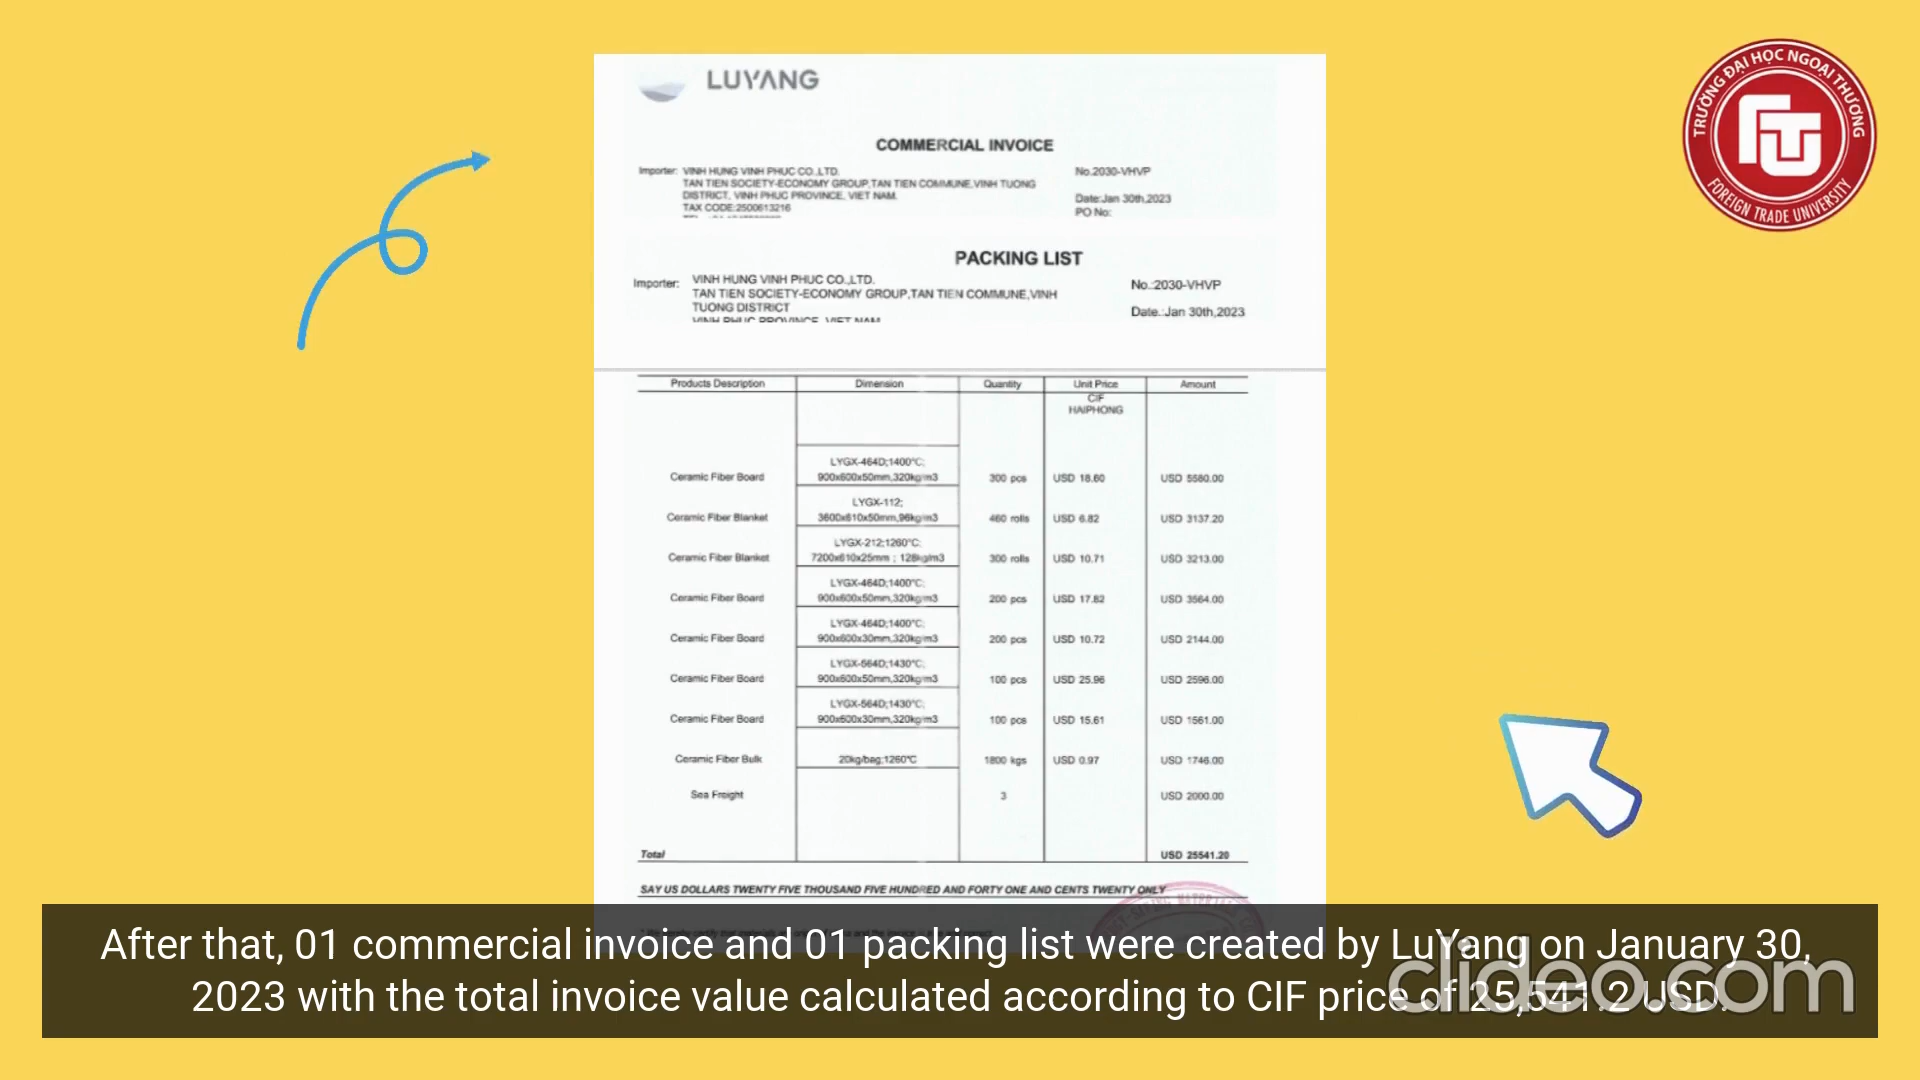 LUYANG
COMMERCIAL INVOICE
Importer: VINH HUNG VINH PHUC CO.,LTD. No.2030-VHVP
TAN TIEN SOCIETY-ECONOMY GROUP,TAN TIEN COMMUNE,VINH TUONG
DISTRICT, VINH PHUC PROVINCE, VIET NAM. Date:Jan 30th,2023
TAX CODE:2500613216 PO No:
PACKING LIST
Importer: VINH HUNG VINH PHUC CO.,LTD. No.:2030-VHVP
TAN TIEN SOCIETY-ECONOMY GROUP,TAN TIEN COMMUNE,VINH
TUONG DISTRICT Date.:Jan 30th,2023
VINH PHUC PROVINCE, VIET NAM
Products Description Dimension Quantity Unit Price Amount
CIF
HAIPHONG
LYGX-464D;1400°C;
Ceramic Fiber Board 900x600x50mm,320kg/m3 300 pcs USD 18.60 USD 5580.00
LYGX-112;
Ceramic Fiber Blanket 3600x610x50mm,96kg/m3 460 rolls USD 6.82 USD 3137.20
LYGX-212;1260°C;
Ceramic Fiber Blanket 7200x610x25mm ; 128kg/m3 300 rolls USD 10.71 USD 3213.00
LYGX-464D;1400°C;
Ceramic Fiber Board 900x600x50mm,320kg/m3 200 pcs USD 17.82 USD 3564.00
LYGX-464D;1400°C;
Ceramic Fiber Board 900x600x30mm,320kg/m3 200 pcs USD 10.72 USD 2144.00
LYGX-564D;1430°C;
Ceramic Fiber Board 900x600x50mm,320kg/m3 100 pcs USD 25.96 USD 2596.00
LYGX-564D;1430°C;
Ceramic Fiber Board 900x600x30mm,320kg/m3 100 pcs USD 15.61 USD 1561.00
Ceramic Fiber Bulk 20kg/bag;1260°C 1800 kgs USD 0.97 USD 1746.00
Sea Freight 3 USD 2000.00
Total USD 25541.20
SAY US DOLLARS TWENTY FIVE THOUSAND FIVE HUNDRED AND FORTY ONE AND CENTS TWENTY ONLY
TRƯỜNG ĐẠI HỌC NGOẠI THƯƠNG
FOREIGN TRADE UNIVERSITY
After that, 01 commercial invoice and 01 packing list were created by LuYang on January 30,
2023 with the total invoice value calculated according to CIF price of 25,541.2 USD.
clideo.com